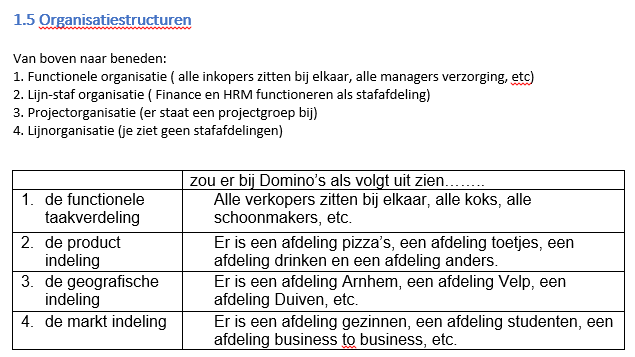 1.5 Organisatiestructuren
Van boven naar beneden:
1. Functionele organisatie ( alle inkopers zitten bij elkaar, alle managers verzorging, etc)
2. Lijn-staf organisatie ( Finance en HRM functioneren als stafafdeling)
3. Projectorganisatie (er staat een projectgroep bij)
4. Lijnorganisatie (je ziet geen stafafdelingen)
zou er bij Domino's als volgt uit zien........
1. de functionele
taakverdeling
Alle verkopers zitten bij elkaar, alle koks, alle
schoonmakers, etc.
2. de product
indeling
Er is een afdeling pizza's, een afdeling toetjes, een
afdeling drinken en een afdeling anders.
3. de geografische
indeling
Er is een afdeling Arnhem, een afdeling Velp, een
afdeling Duiven, etc.
4. de markt indeling
Er is een afdeling gezinnen, een afdeling studenten, een
afdeling business to business, etc.